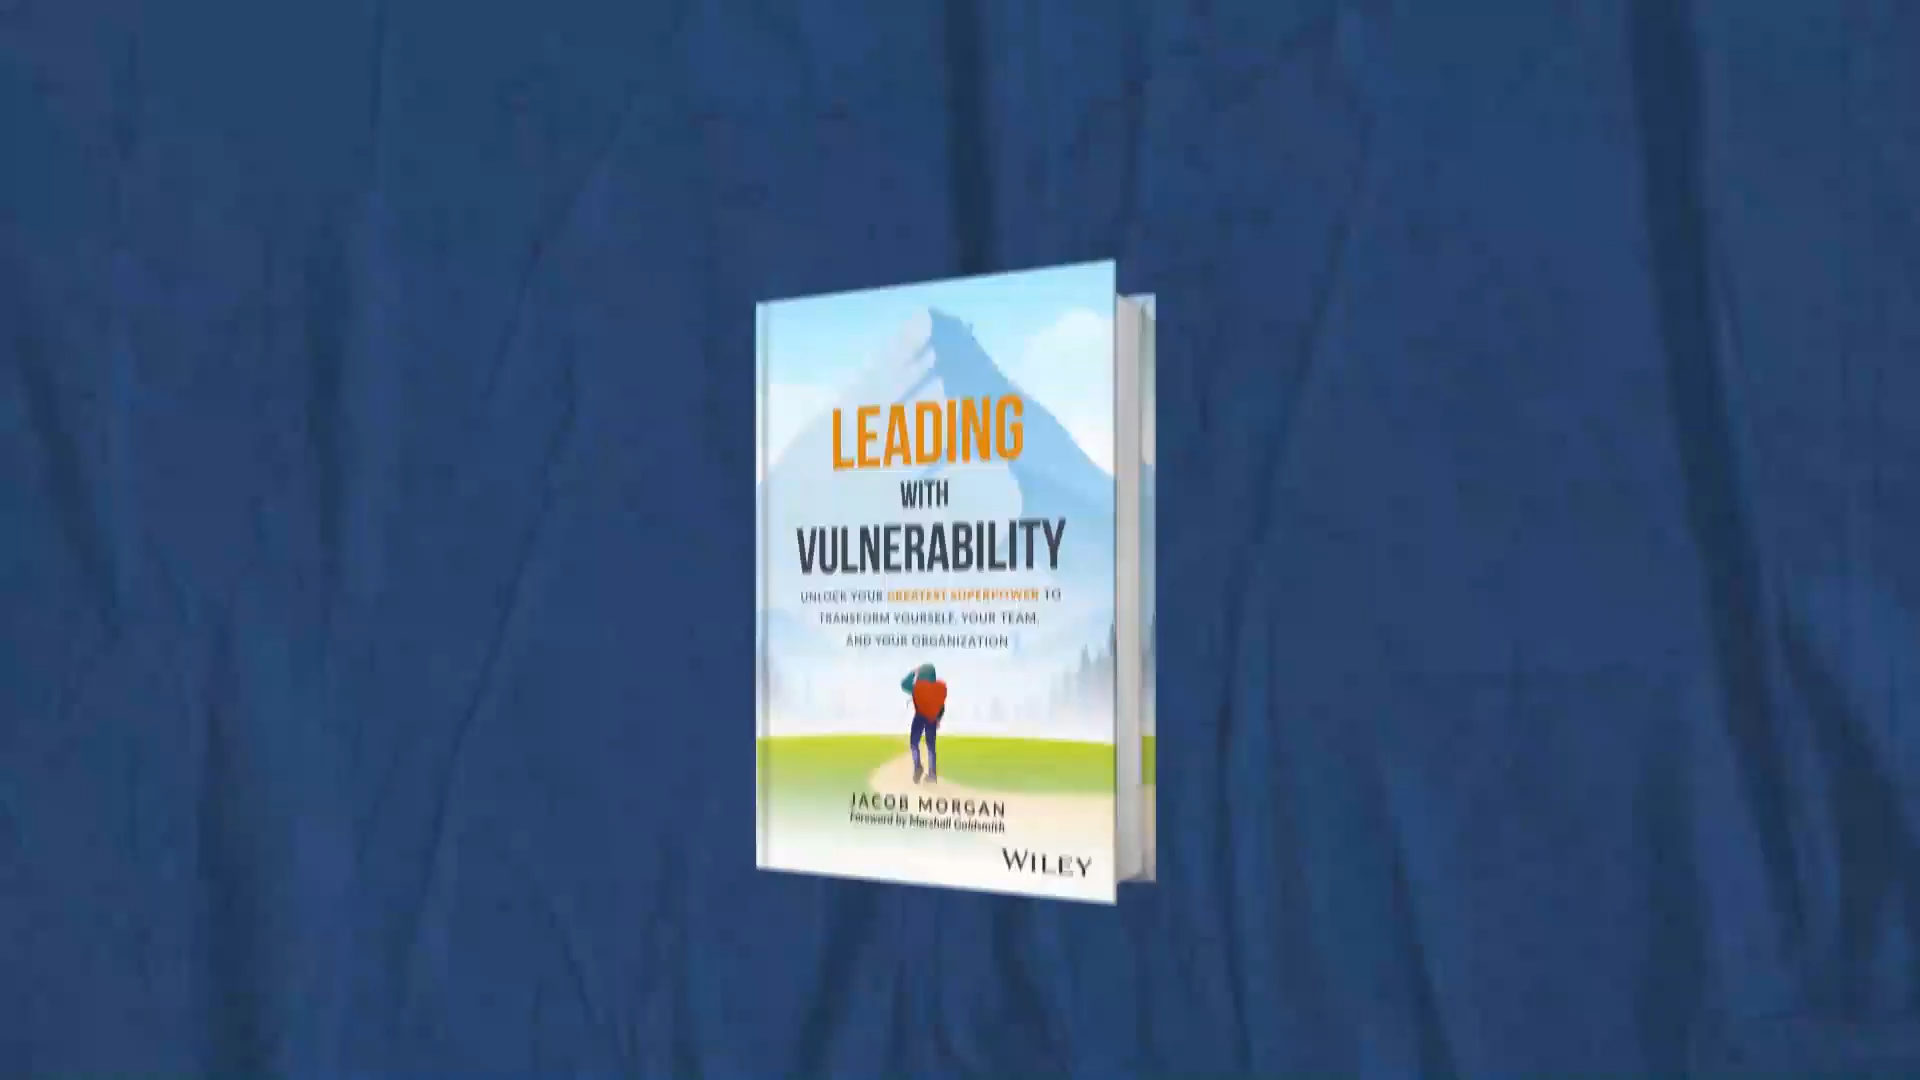 LEADING
WITH
VULNERABILITY
UNLOCK YOUR GREATEST SUPERPOWER TO
TRANSFORM YOURSELF, YOUR TEAM,
AND YOUR ORGANIZATION
JACOB MORGAN
Foreword by Marshall Goldsmith
WILEY